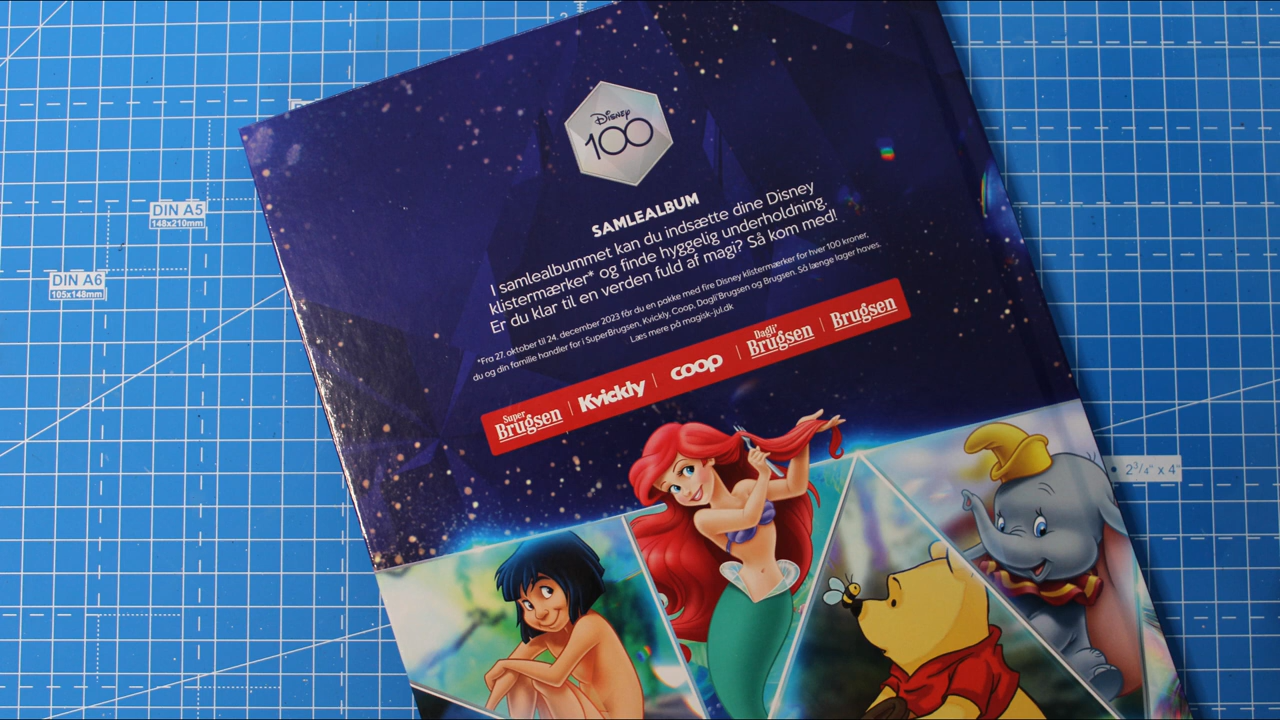 Disney
100
SAMLEALBUM
I samlealbummet kan du indsætte dine Disney
klistermærker* og finde hyggelig underholdning.
Er du klar til en verden fuld af magi? Så kom med!
*Fra 27. oktober til 24. december 2023 får du en pakke med fire Disney klistermærker for hver 100 kroner,
du og din familie handler for i SuperBrugsen, Kvickly, Coop, Dagli'Brugsen og Brugsen. Så længe lager haves.
Læs mere på magisk-jul.dk
Super Brugsen | Kvickly | coop | Dagli' Brugsen | Brugsen
DIN A5
148x210mm
DIN A6
105x148mm
2 3/4" x 4"